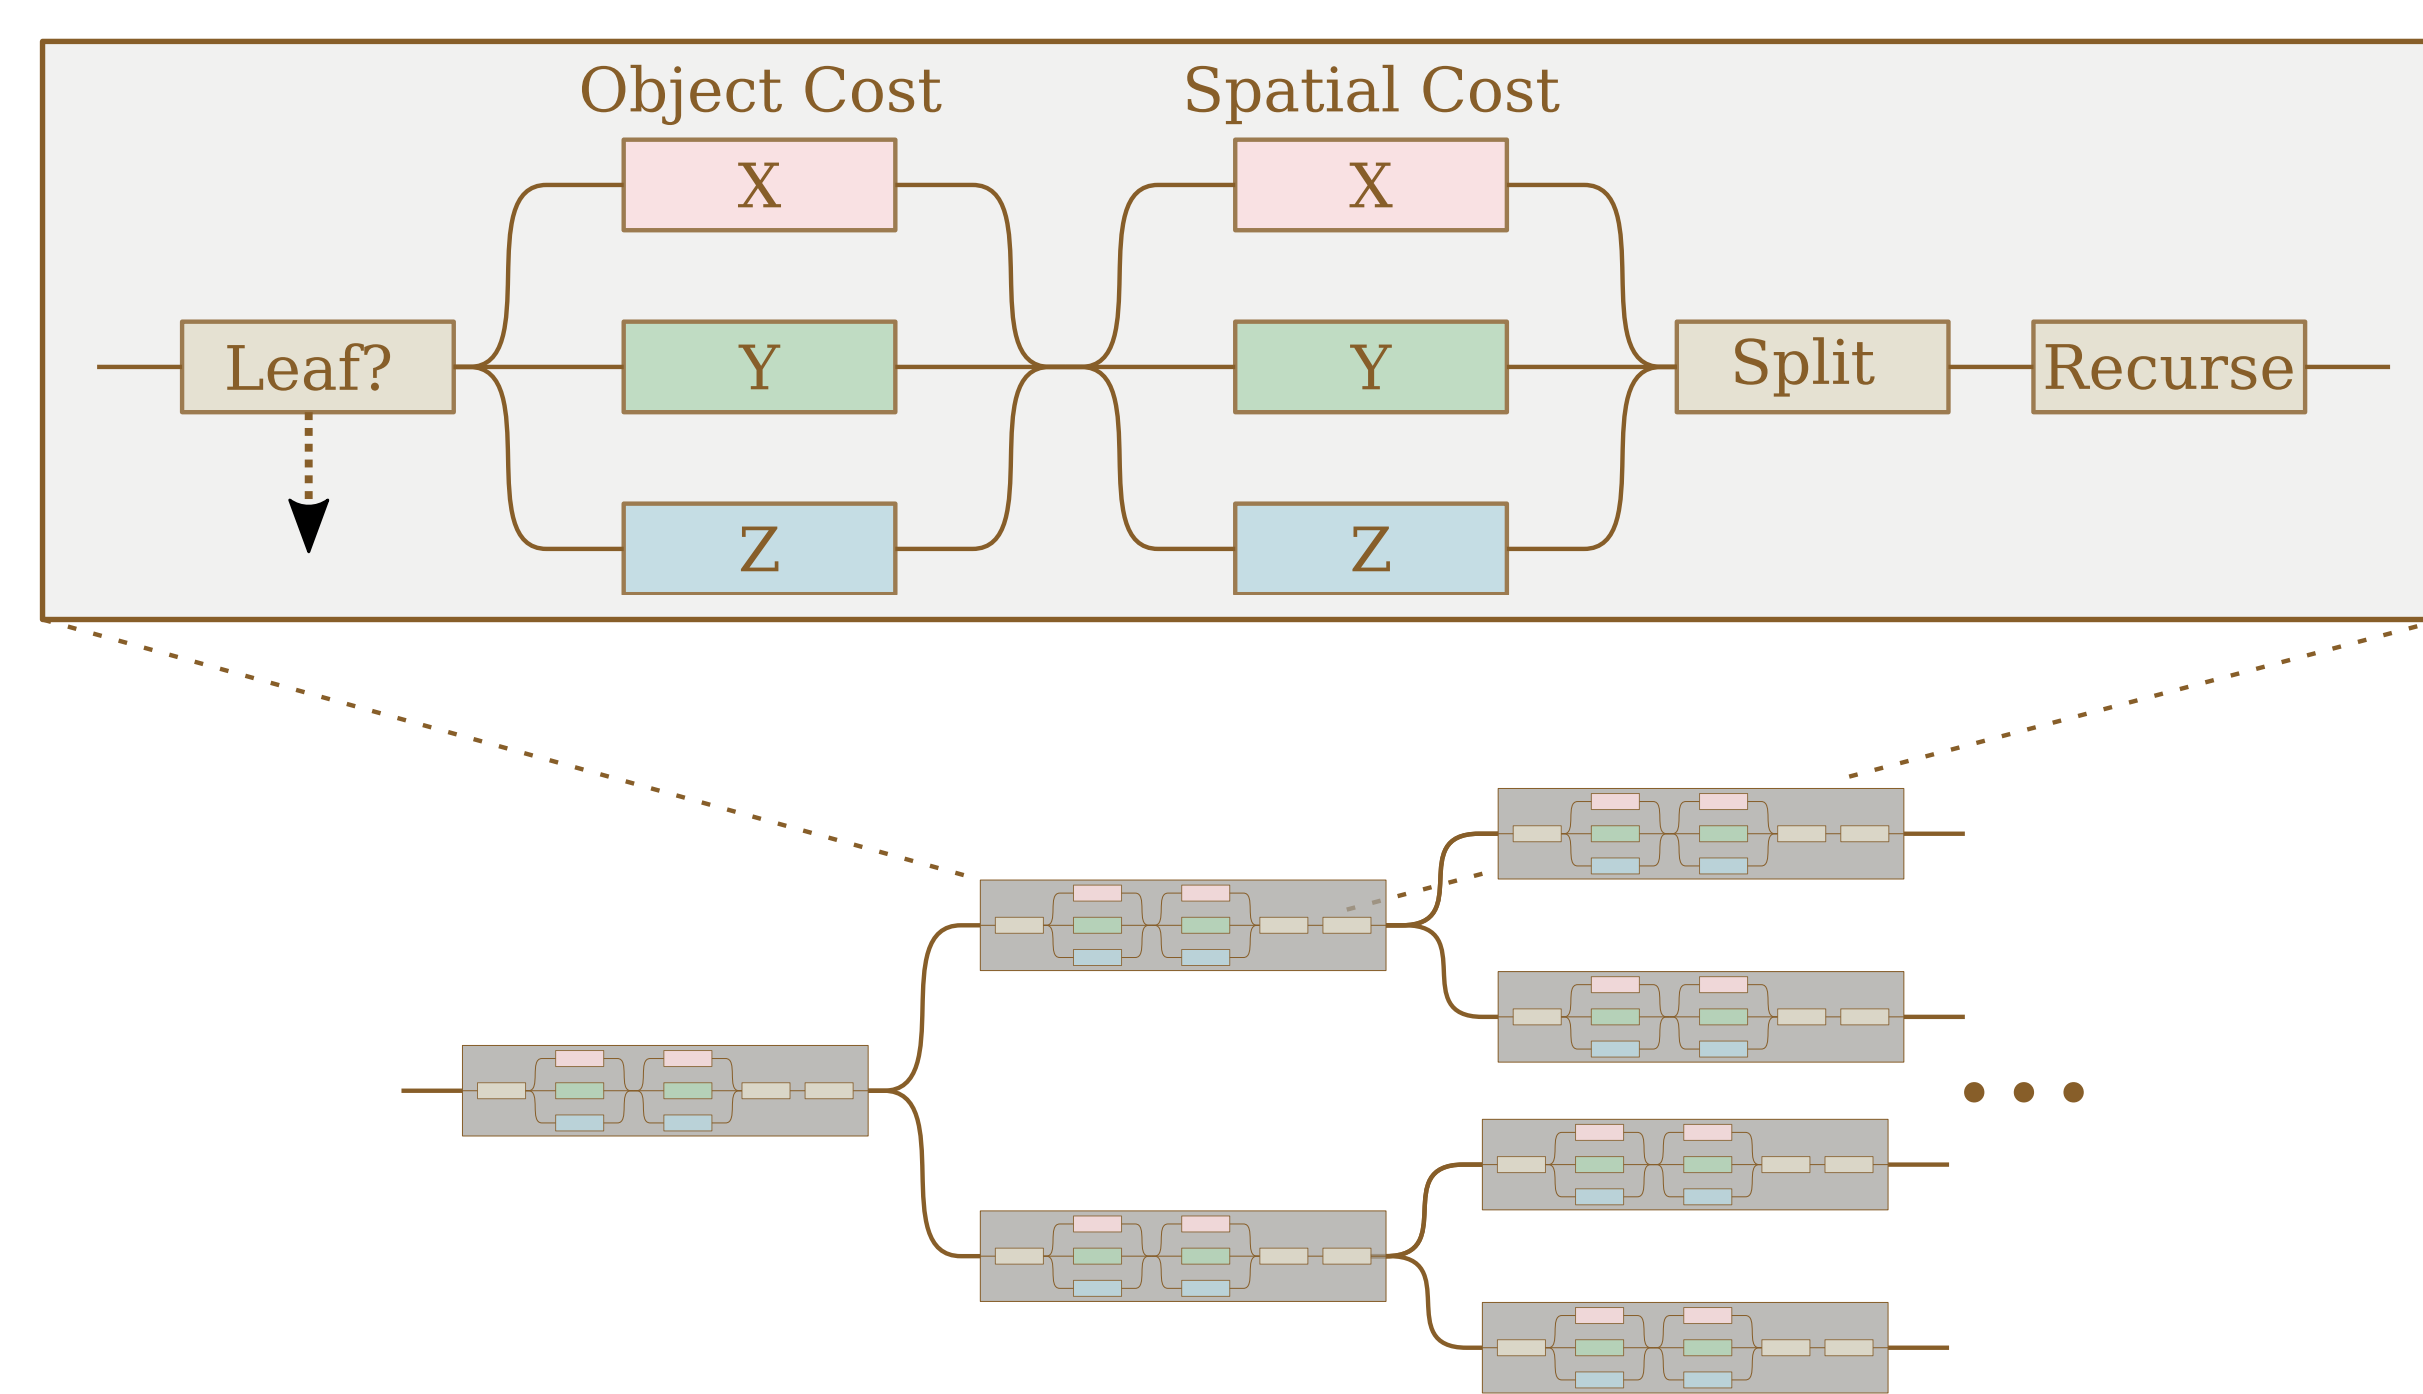 Object Cost
Spatial Cost
X
X
Leaf?
Y
Y
Split
Recurse
Z
Z